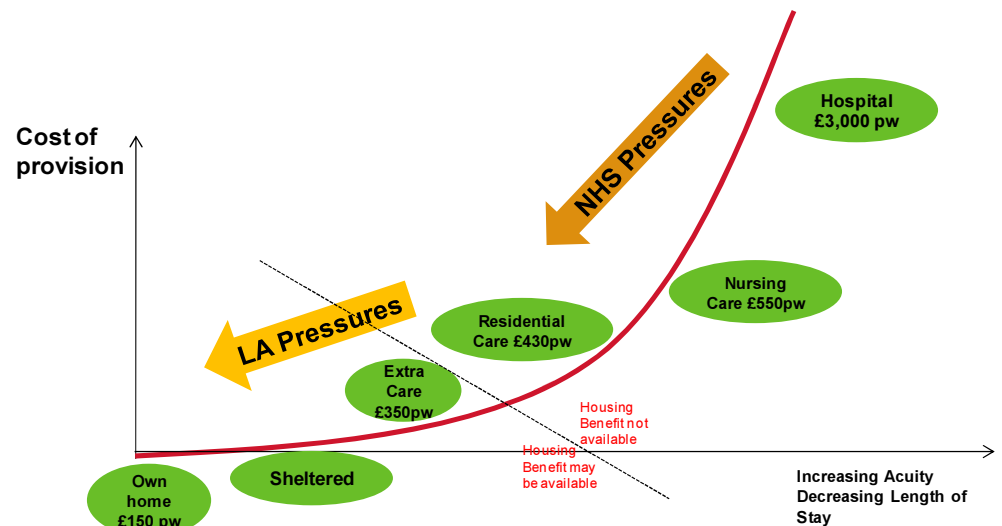 Cost of
provision
NHS Pressures
Hospital
£3,000 pw
LA Pressures
Nursing
Care £550pw
Residential
Care £430pw
Extra
Care
£350pw
Housing
Benefit not
available
Housing
Benefit may
be available
Own
home
£150 pw
Sheltered
Increasing Acuity
Decreasing Length of
Stay